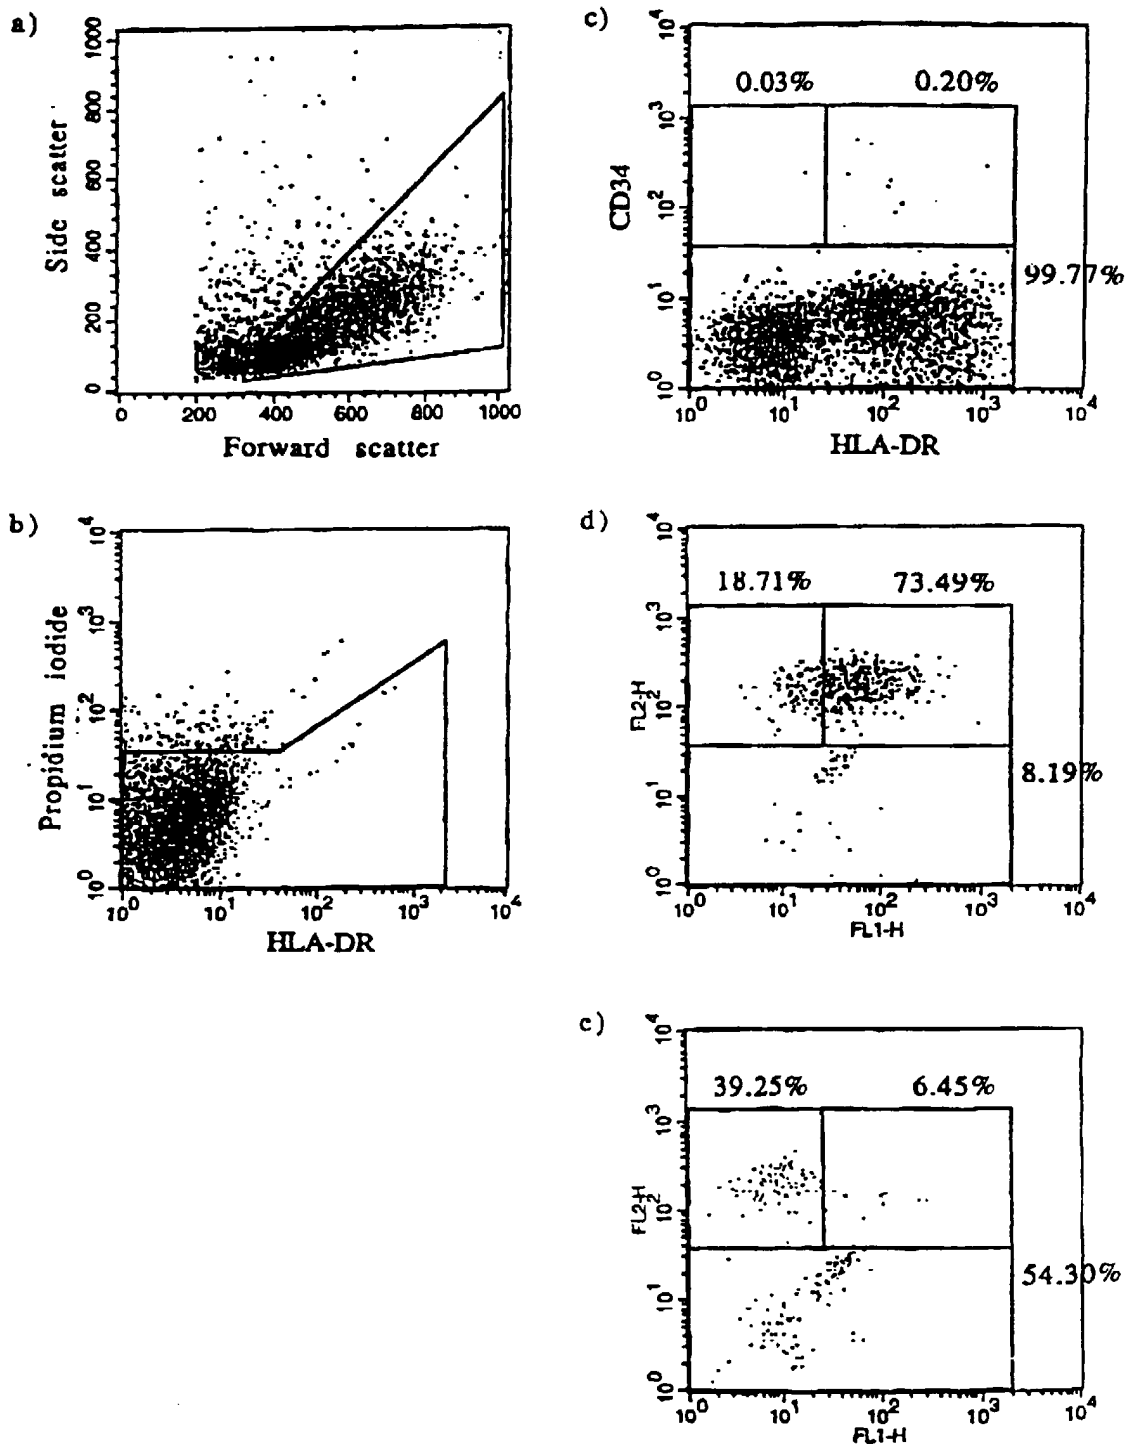 a)
1000
800
600
400
200
0
Side scatter
0 200 400 600 800 1000
Forward scatter
b)
10^4
10^3
10^2
10^1
10^0
Propidium iodide
10^0 10^1 10^2 10^3 10^4
HLA-DR
c)
0.03% 0.20%
99.77%
10^4
10^3
10^2
10^1
10^0
CD34
10^0 10^1 10^2 10^3 10^4
HLA-DR
d)
18.71% 73.49%
8.19%
10^4
10^3
10^2
10^1
10^0
FL2-H
10^0 10^1 10^2 10^3 10^4
FL1-H
c)
39.25% 6.45%
54.30%
10^4
10^3
10^2
10^1
10^0
FL2-H
10^0 10^1 10^2 10^3 10^4
FL1-H